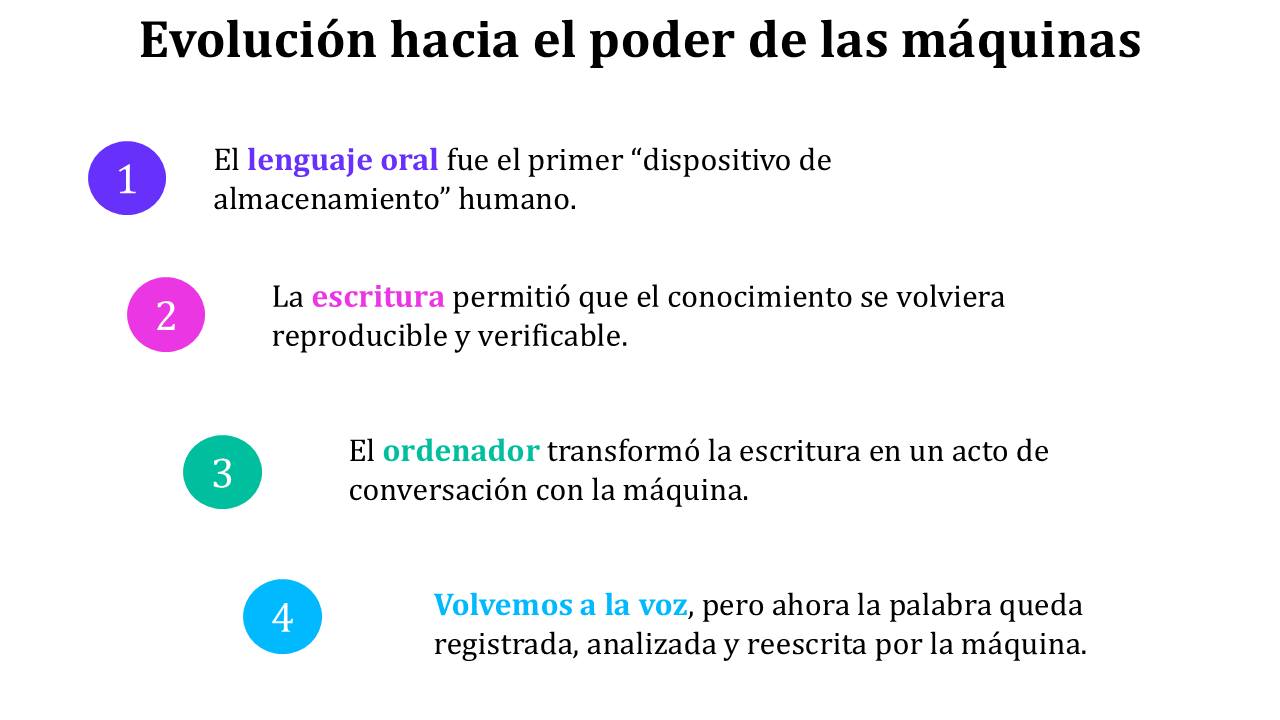 Evolución hacia el poder de las máquinas
1
El lenguaje oral fue el primer “dispositivo de
almacenamiento” humano.
2
La escritura permitió que el conocimiento se volviera
reproducible y verificable.
3
El ordenador transformó la escritura en un acto de
conversación con la máquina.
4
Volvemos a la voz, pero ahora la palabra queda
registrada, analizada y reescrita por la máquina.